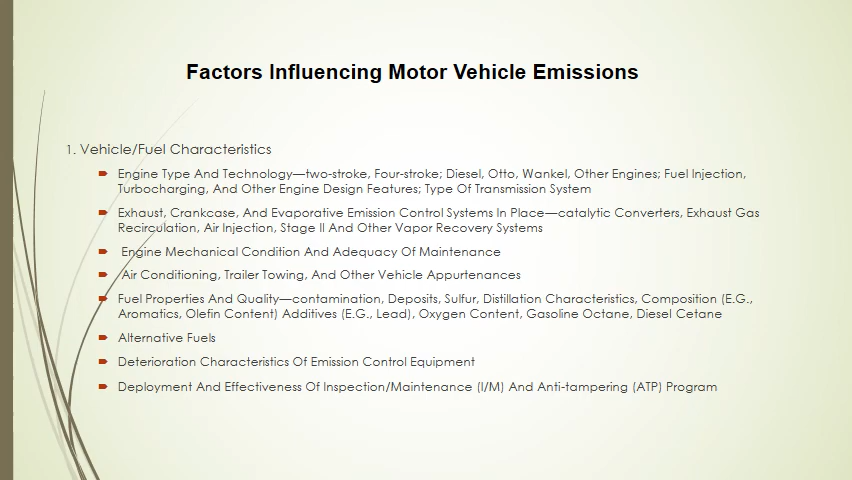 Factors Influencing Motor Vehicle Emissions
1. Vehicle/Fuel Characteristics
Engine Type And Technology—two-stroke, Four-stroke; Diesel, Otto, Wankel, Other Engines; Fuel Injection,
Turbocharging, And Other Engine Design Features; Type Of Transmission System
Exhaust, Crankcase, And Evaporative Emission Control Systems In Place—catalytic Converters, Exhaust Gas
Recirculation, Air Injection, Stage II And Other Vapor Recovery Systems
Engine Mechanical Condition And Adequacy Of Maintenance
Air Conditioning, Trailer Towing, And Other Vehicle Appurtenances
Fuel Properties And Quality—contamination, Deposits, Sulfur, Distillation Characteristics, Composition (E.G.,
Aromatics, Olefin Content) Additives (E.G., Lead), Oxygen Content, Gasoline Octane, Diesel Cetane
Alternative Fuels
Deterioration Characteristics Of Emission Control Equipment
Deployment And Effectiveness Of Inspection/Maintenance (I/M) And Anti-tampering (ATP) Program